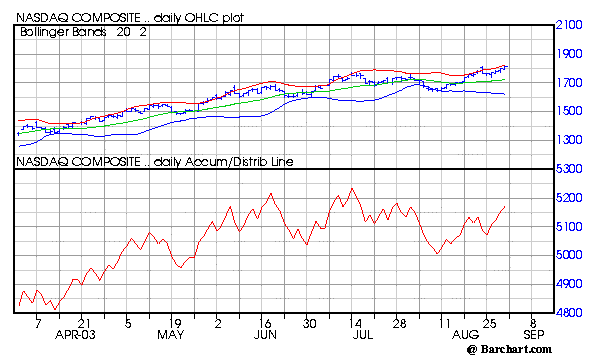 NASDAQ COMPOSITE .. daily OHLC plot
Bollinger Bands 20 2
2100
1900
1700
1500
1300
NASDAQ COMPOSITE .. daily Accum/Distrib Line
5300
5200
5100
5000
4900
4800
7 21 5 19 2 16 30 14 28 11 25 8
APR-03 MAY JUN JUL AUG SEP
@ Barchart.com